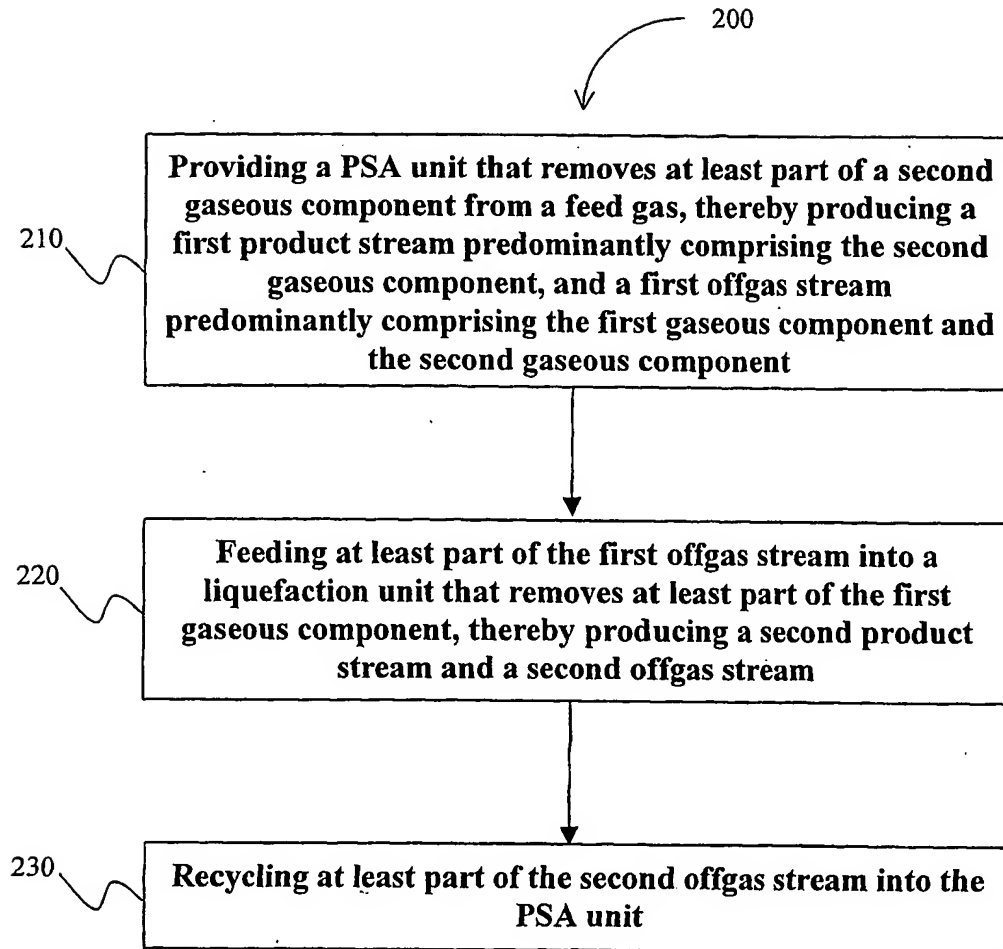 200
Providing a PSA unit that removes at least part of a second
gaseous component from a feed gas, thereby producing a
first product stream predominantly comprising the second
gaseous component, and a first offgas stream
predominantly comprising the first gaseous component and
the second gaseous component
210
Feeding at least part of the first offgas stream into a
liquefaction unit that removes at least part of the first
gaseous component, thereby producing a second product
stream and a second offgas stream
220
Recycling at least part of the second offgas stream into the
PSA unit
230